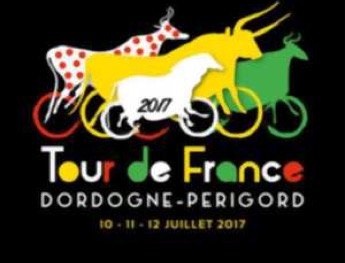 2017
Tour de France
DORDOGNE-PERIGORD
10 - 11 - 12 JUILLET 2017